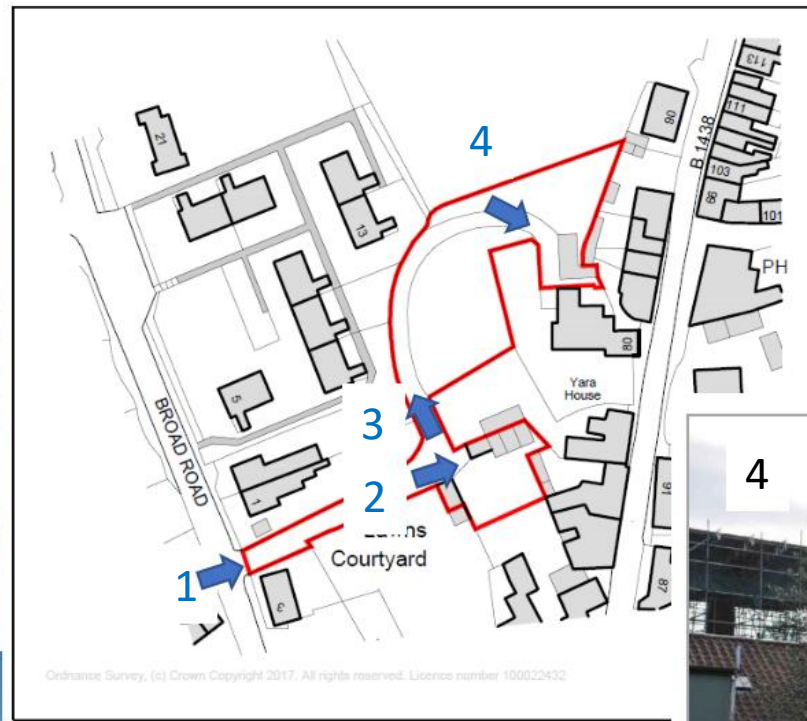 113
111
103
101
90
B 1438
21
4
13
PH
80
Yara
House
5
BROAD ROAD
3
2
1
Lawns
Courtyard
1
3
91
87
4
Ordnance Survey, (c) Crown Copyright 2017. All rights reserved. Licence number 100022432